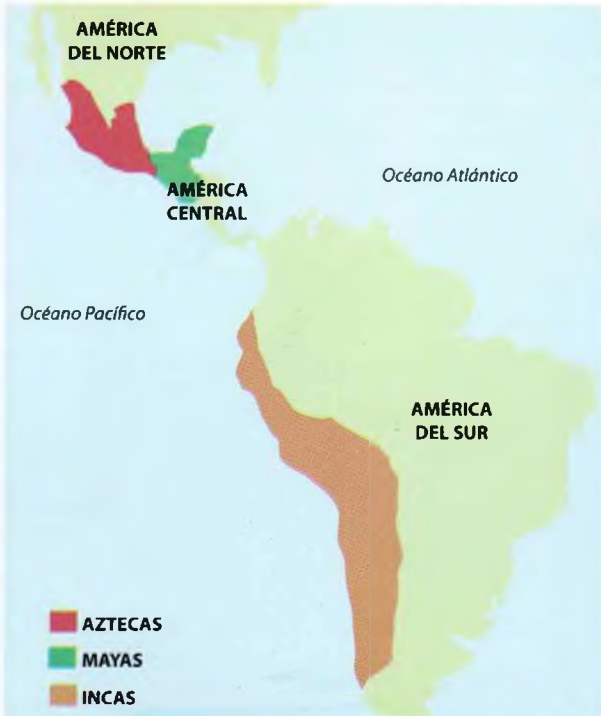 AMÉRICA
DEL NORTE
Océano Atlántico
AMÉRICA
CENTRAL
Océano Pacífico
AMÉRICA
DEL SUR
AZTECAS
MAYAS
INCAS